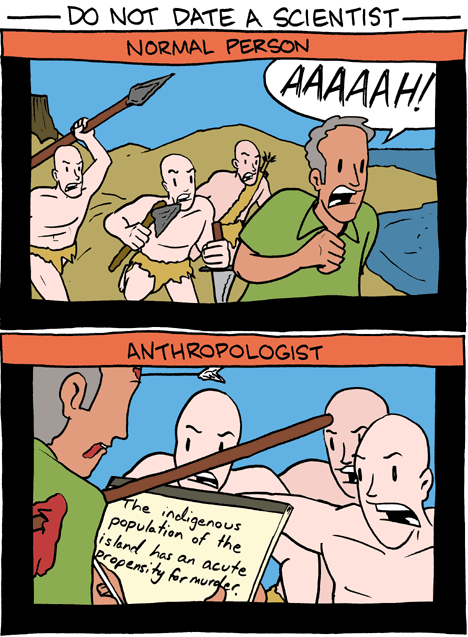 DO NOT DATE A SCIENTIST
NORMAL PERSON
AAAAAH!
ANTHROPOLOGIST
The indigenous
population of the
island has an acute
propensity for murder.